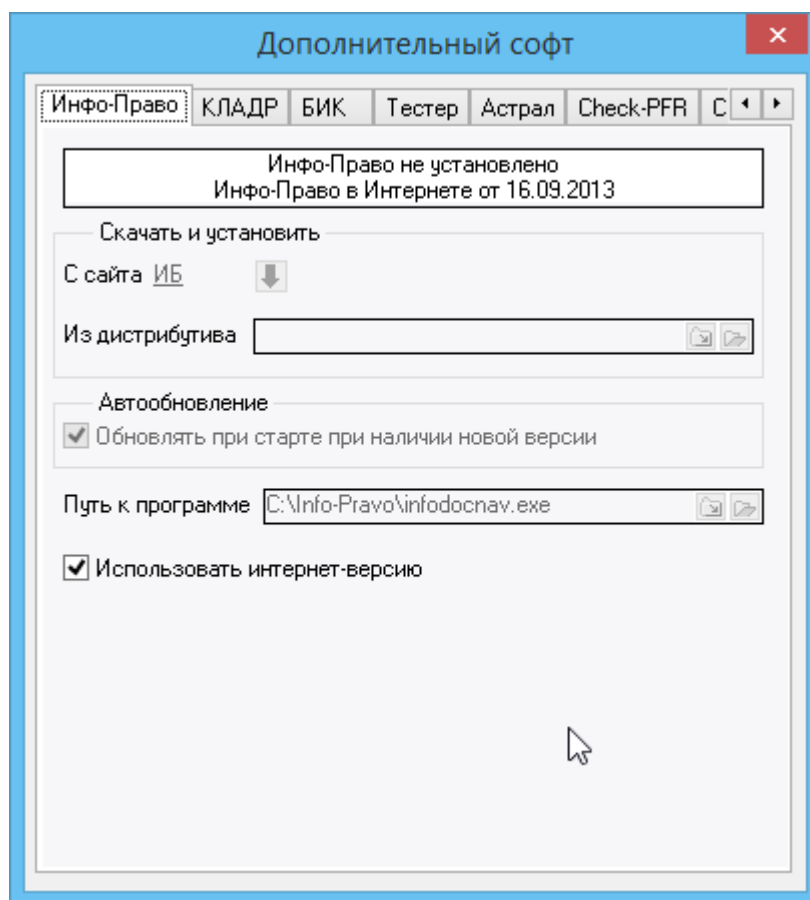 Дополнительный софт
Инфо-Право КЛАДР БИК Тестер Астрал Check-PFR С
Инфо-Право не установлено
Инфо-Право в Интернете от 16.09.2013
Скачать и установить
С сайта ИБ
Из дистрибутива
Автообновление
Обновлять при старте при наличии новой версии
Путь к программе C:\Info-Pravo\infodocnav.exe
Использовать интернет-версию